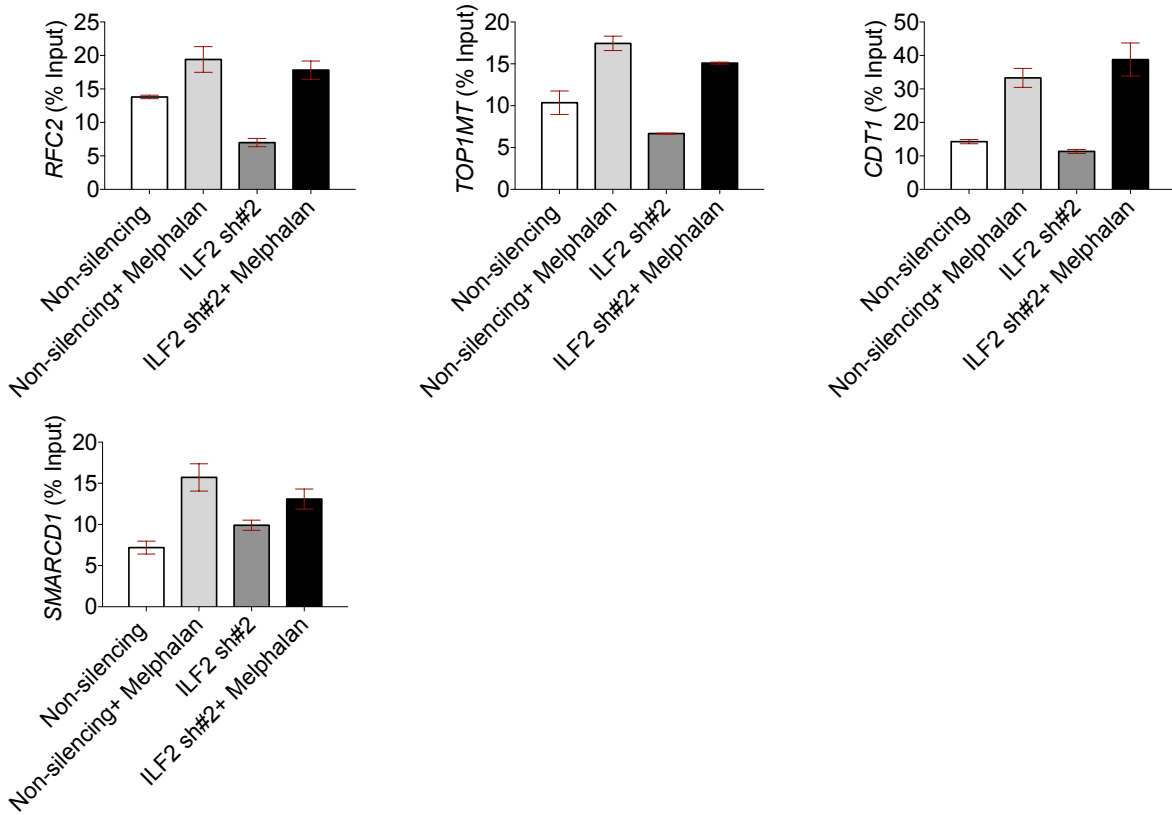 RFC2 (% Input)
25
20
15
10
5
0
Non-silencing
Non-silencing+ Melphalan
ILF2 sh#2
ILF2 sh#2+ Melphalan
TOP1MT (% Input)
20
15
10
5
0
Non-silencing
Non-silencing+ Melphalan
ILF2 sh#2
ILF2 sh#2+ Melphalan
CDT1 (% Input)
50
40
30
20
10
0
Non-silencing
Non-silencing+ Melphalan
ILF2 sh#2
ILF2 sh#2+ Melphalan
SMARCD1 (% Input)
20
15
10
5
0
Non-silencing
Non-silencing+ Melphalan
ILF2 sh#2
ILF2 sh#2+ Melphalan